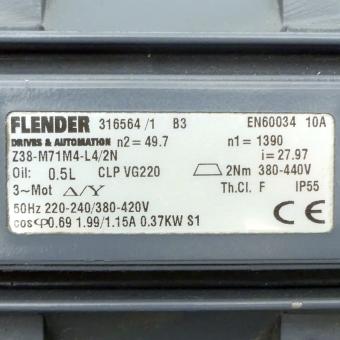 FLENDER 316564 /1 B3 EN60034 10A
DRIVES & AUTOMATION n2= 49.7 n1= 1390
Z38-M71M4-L4/2N i= 27.97
Oil: 0.5L CLP VG220 2Nm 380-440V
3~Mot Δ/Y Th.Cl. F IP55
50Hz 220-240/380-420V
cosφ0.69 1.99/1.15A 0.37KW S1 CE